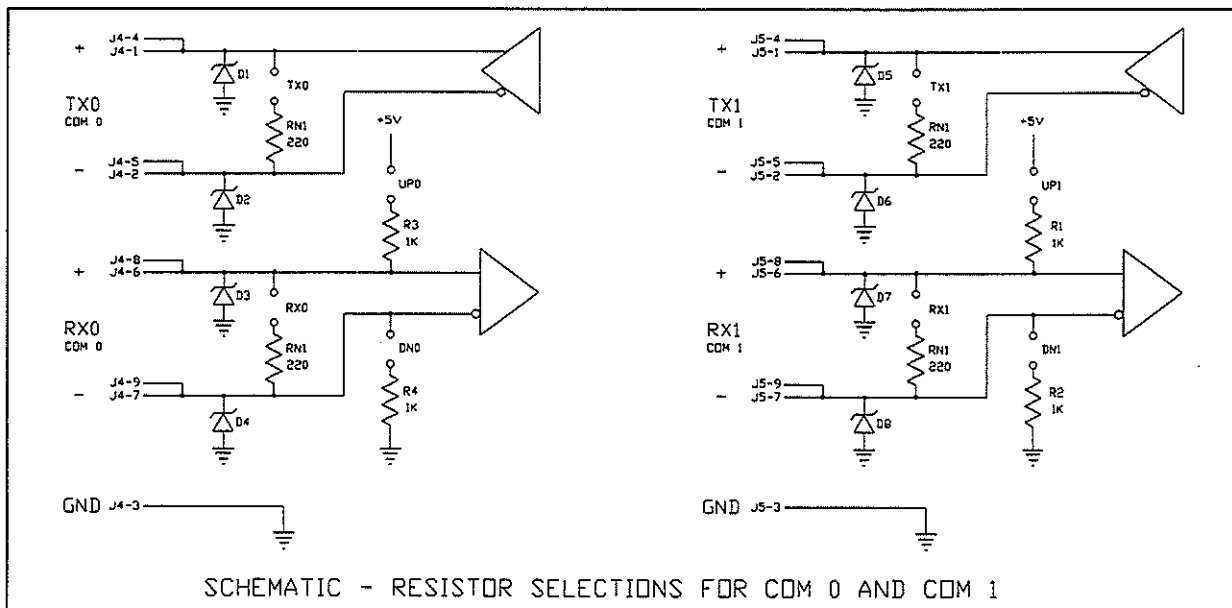 + J4-4
J4-1
D1
TX0
TX0
COM 0
RN1
220
+5V
- J4-5
J4-2
UP0
D2
R3
1K
+ J4-8
J4-6
D3
RX0
RX0
COM 0
RN1
220
DN0
- J4-9
J4-7
R4
1K
D4
GND J4-3
+ J5-4
J5-1
D5
TX1
TX1
COM 1
RN1
220
+5V
- J5-5
J5-2
UP1
D6
R1
1K
+ J5-8
J5-6
D7
RX1
RX1
COM 1
RN1
220
DN1
- J5-9
J5-7
R2
1K
D8
GND J5-3
SCHEMATIC - RESISTOR SELECTIONS FOR COM 0 AND COM 1